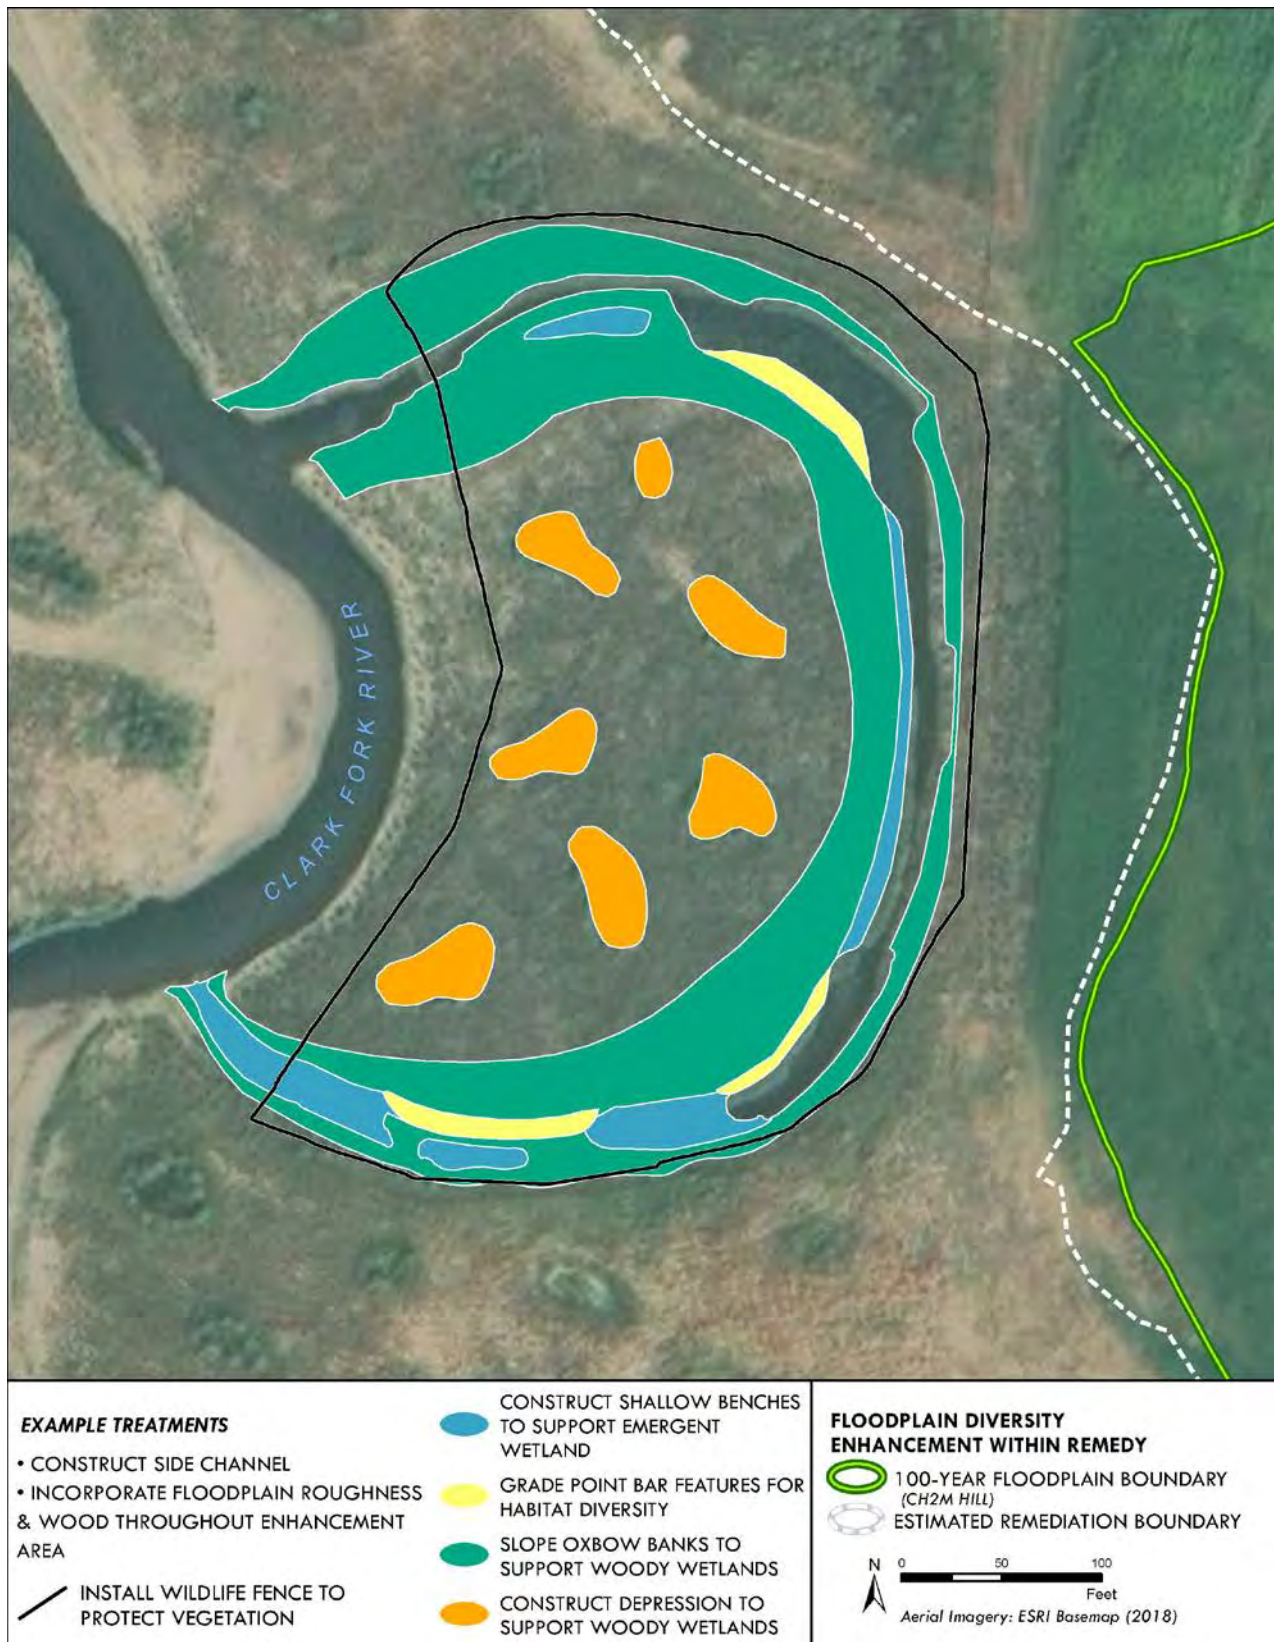 CLARK FORK RIVER
EXAMPLE TREATMENTS
• CONSTRUCT SIDE CHANNEL
• INCORPORATE FLOODPLAIN ROUGHNESS
& WOOD THROUGHOUT ENHANCEMENT
AREA
INSTALL WILDLIFE FENCE TO
PROTECT VEGETATION
CONSTRUCT SHALLOW BENCHES
TO SUPPORT EMERGENT
WETLAND
GRADE POINT BAR FEATURES FOR
HABITAT DIVERSITY
SLOPE OXBOW BANKS TO
SUPPORT WOODY WETLANDS
CONSTRUCT DEPRESSION TO
SUPPORT WOODY WETLANDS
FLOODPLAIN DIVERSITY
ENHANCEMENT WITHIN REMEDY
100-YEAR FLOODPLAIN BOUNDARY
(CH2M HILL)
ESTIMATED REMEDIATION BOUNDARY
N
0 50 100
Feet
Aerial Imagery: ESRI Basemap (2018)